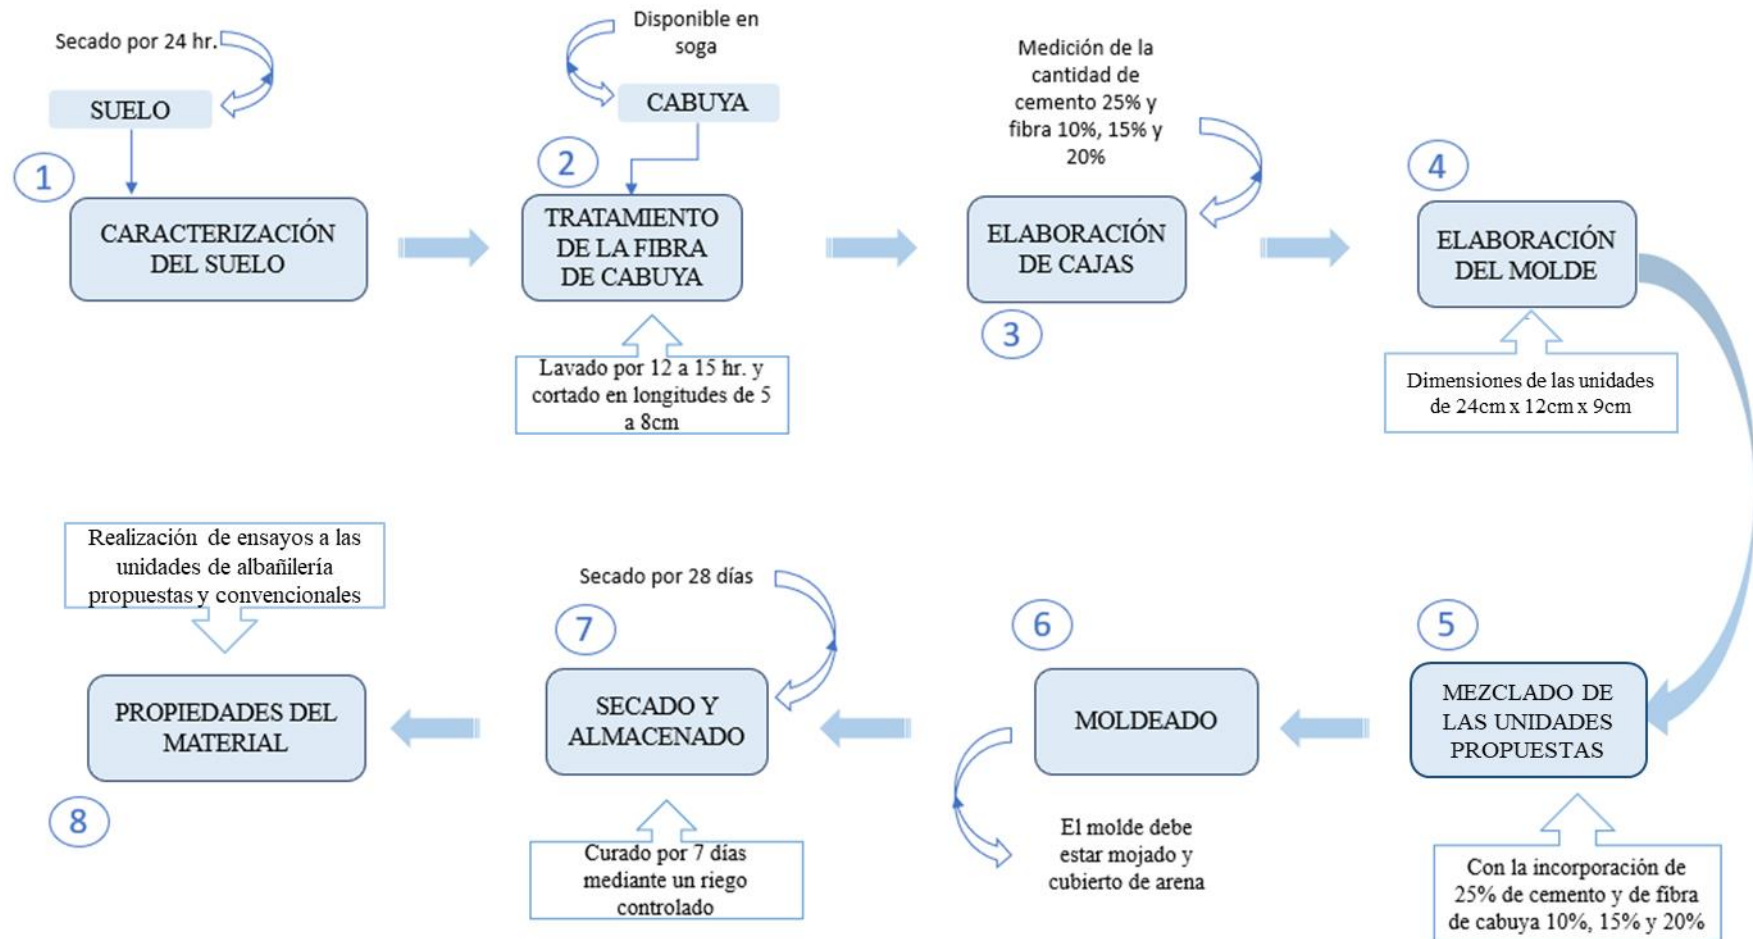 Secado por 24 hr.
SUELO
1
CARACTERIZACIÓN
DEL SUELO
Disponible en
soga
CABUYA
2
TRATAMIENTO
DE LA FIBRA
DE CABUYA
Lavado por 12 a 15 hr. y
cortado en longitudes de 5
a 8cm
Medición de la
cantidad de
cemento 25% y
fibra 10%, 15% y
20%
ELABORACIÓN
DE CAJAS
3
4
ELABORACIÓN
DEL MOLDE
Dimensiones de las unidades
de 24cm x 12cm x 9cm
5
MEZCLADO DE
LAS UNIDADES
PROPUESTAS
Con la incorporación de
25% de cemento y de fibra
de cabuya 10%, 15% y 20%
6
MOLDEADO
El molde debe
estar mojado y
cubierto de arena
Secado por 28 días
7
SECADO Y
ALMACENADO
Curado por 7 días
mediante un riego
controlado
Realización de ensayos a las
unidades de albañilería
propuestas y convencionales
PROPIEDADES DEL
MATERIAL
8